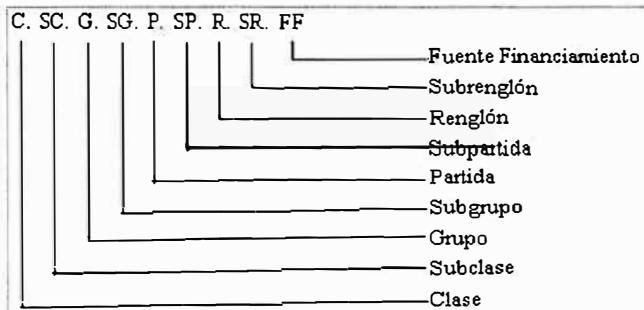 C. SC. G. SG. P. SP. R. SR. FF
Fuente Financiamiento
Subrenglón
Renglón
Subpartida
Partida
Subgrupo
Grupo
Subclase
Clase